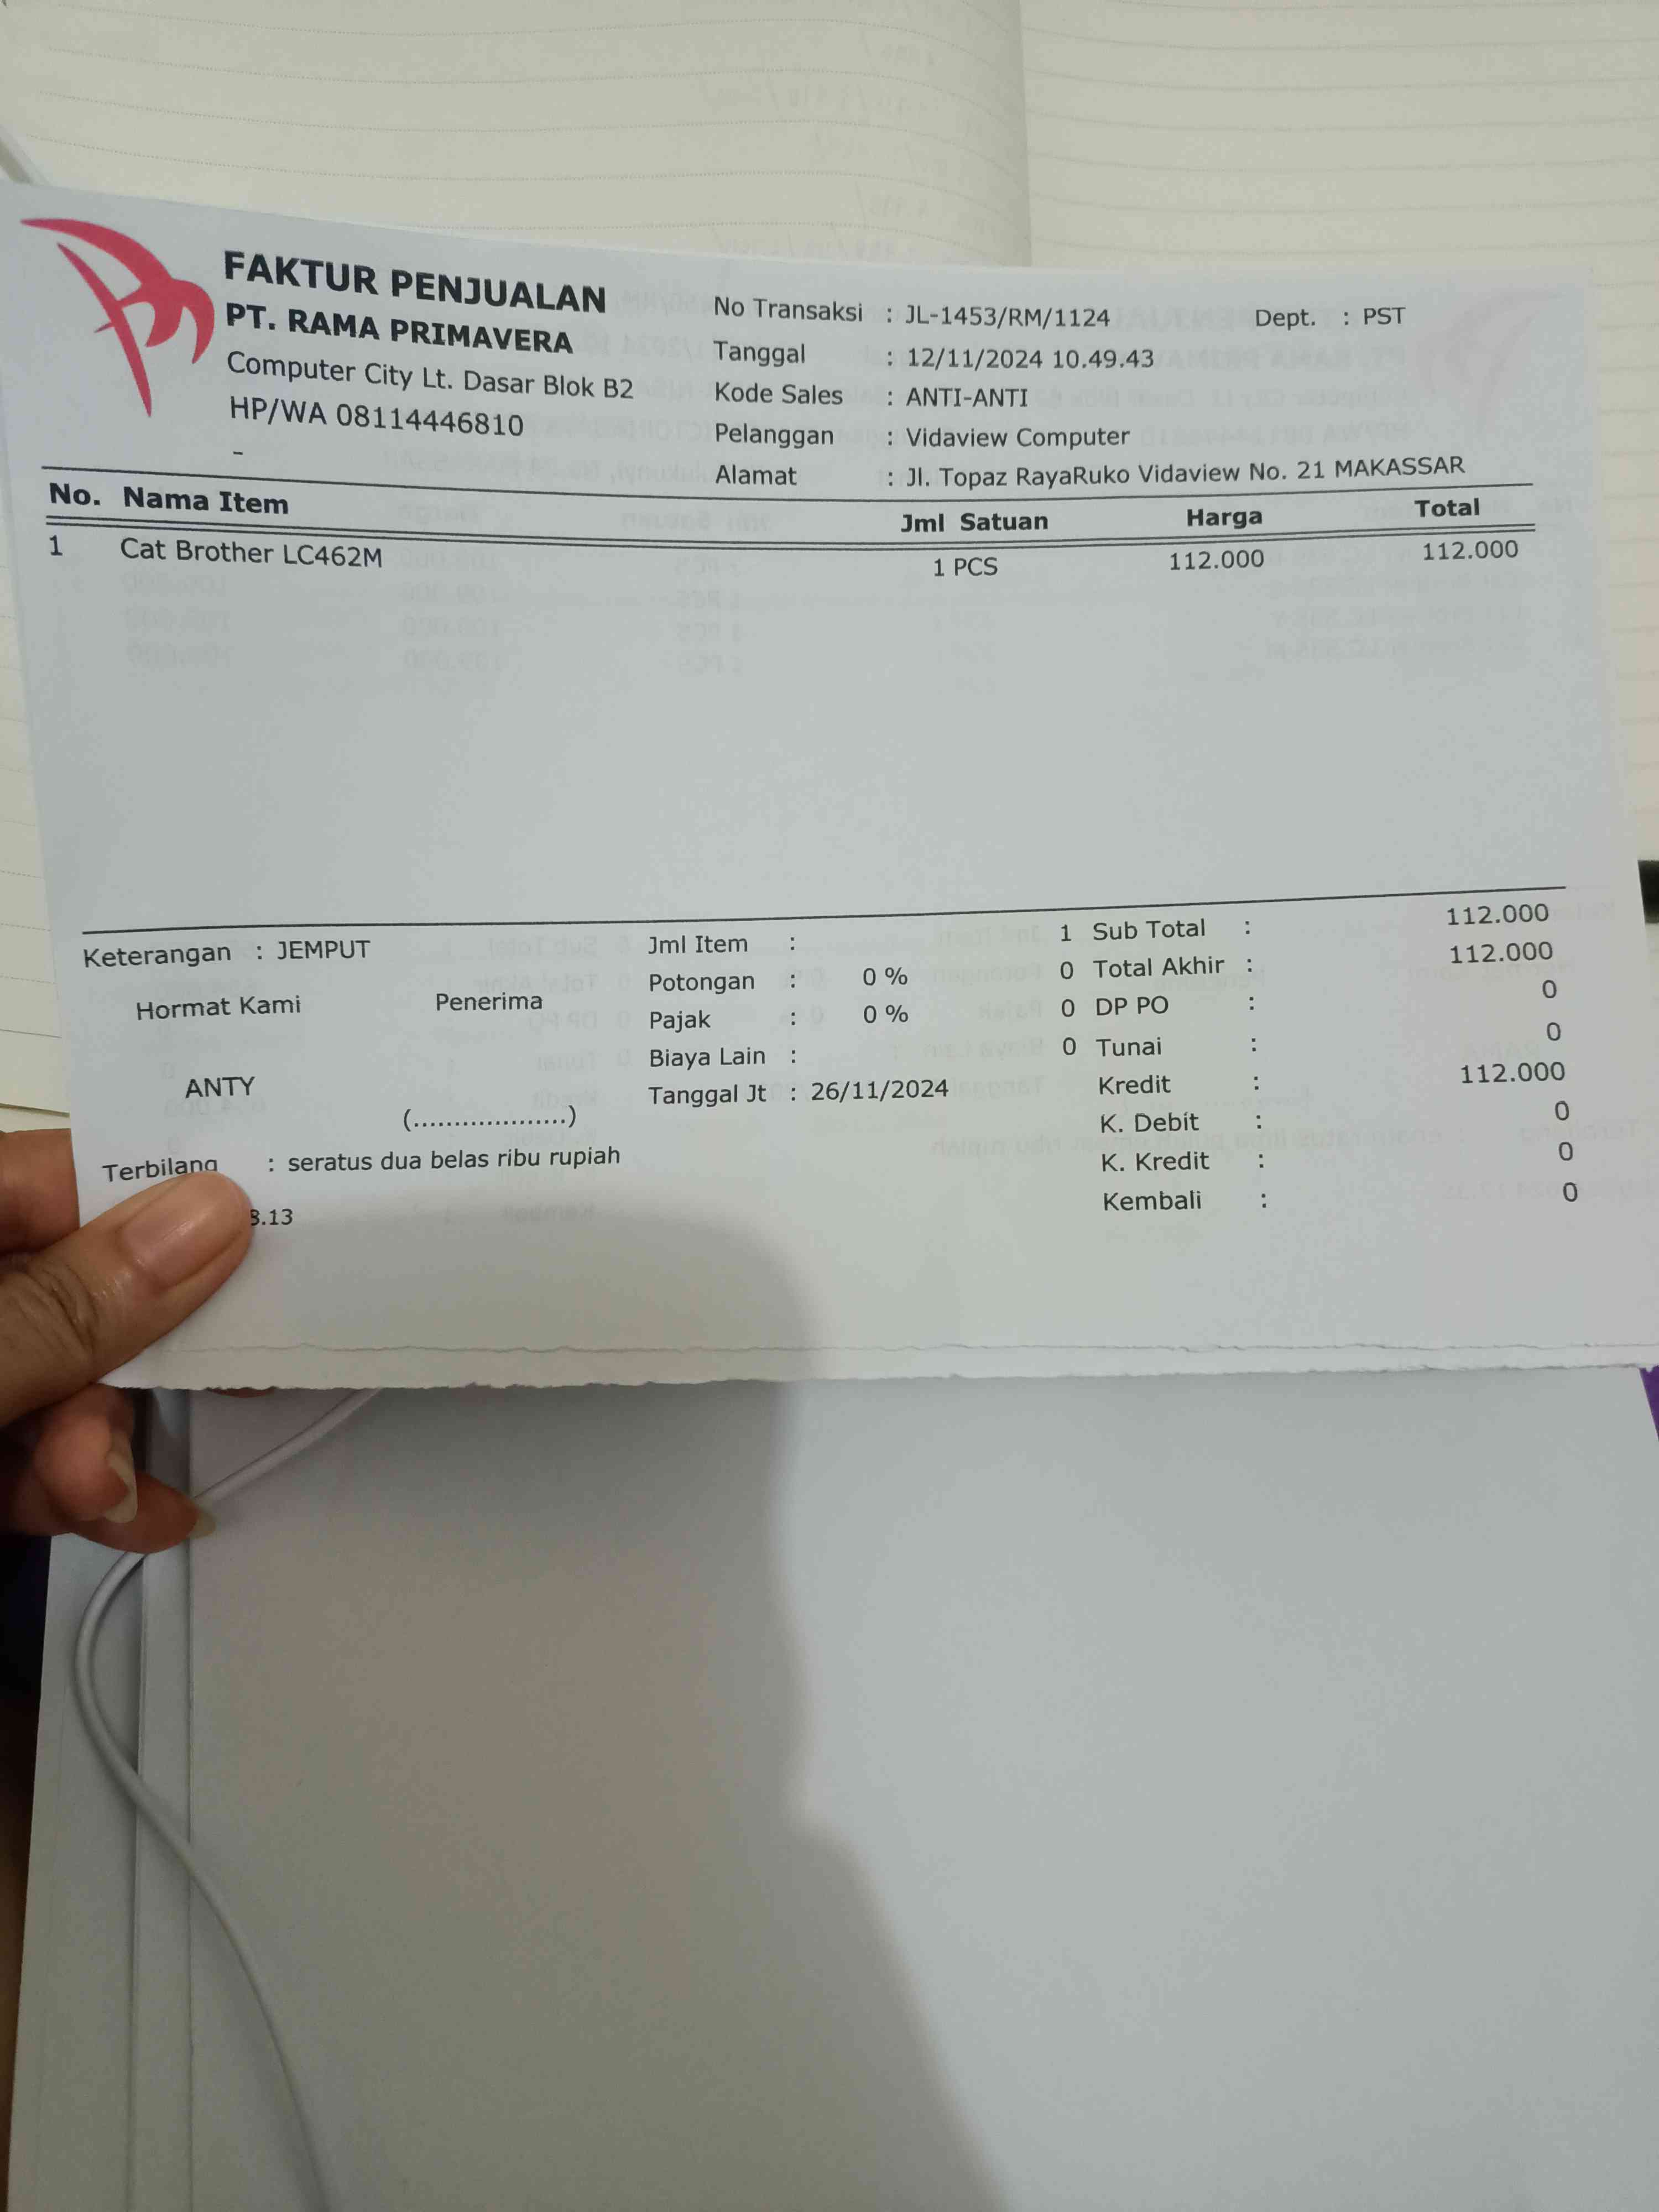 FAKTUR PENJUALAN
PT. RAMA PRIMAVERA
Computer City Lt. Dasar Blok B2
HP/WA 08114446810
-
No Transaksi : JL-1453/RM/1124 Dept. : PST
Tanggal : 12/11/2024 10.49.43
Kode Sales : ANTI-ANTI
Pelanggan : Vidaview Computer
Alamat : Jl. Topaz RayaRuko Vidaview No. 21 MAKASSAR
No. Nama Item Jml Satuan Harga Total
1 Cat Brother LC462M 1 PCS 112.000 112.000
Keterangan : JEMPUT
Hormat Kami Penerima
ANTY
(...................)
Terbilang : seratus dua belas ribu rupiah
3.13
Jml Item : 1
Potongan : 0 % 0
Pajak : 0 % 0
Biaya Lain : 0
Tanggal Jt : 26/11/2024
Sub Total : 112.000
Total Akhir : 112.000
DP PO : 0
Tunai : 0
Kredit : 112.000
K. Debit : 0
K. Kredit : 0
Kembali : 0